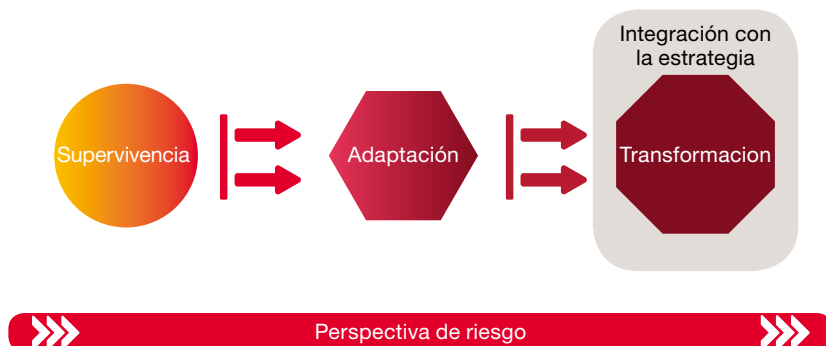 Integración con
la estrategia
Supervivencia
Adaptación
Transformacion
Perspectiva de riesgo